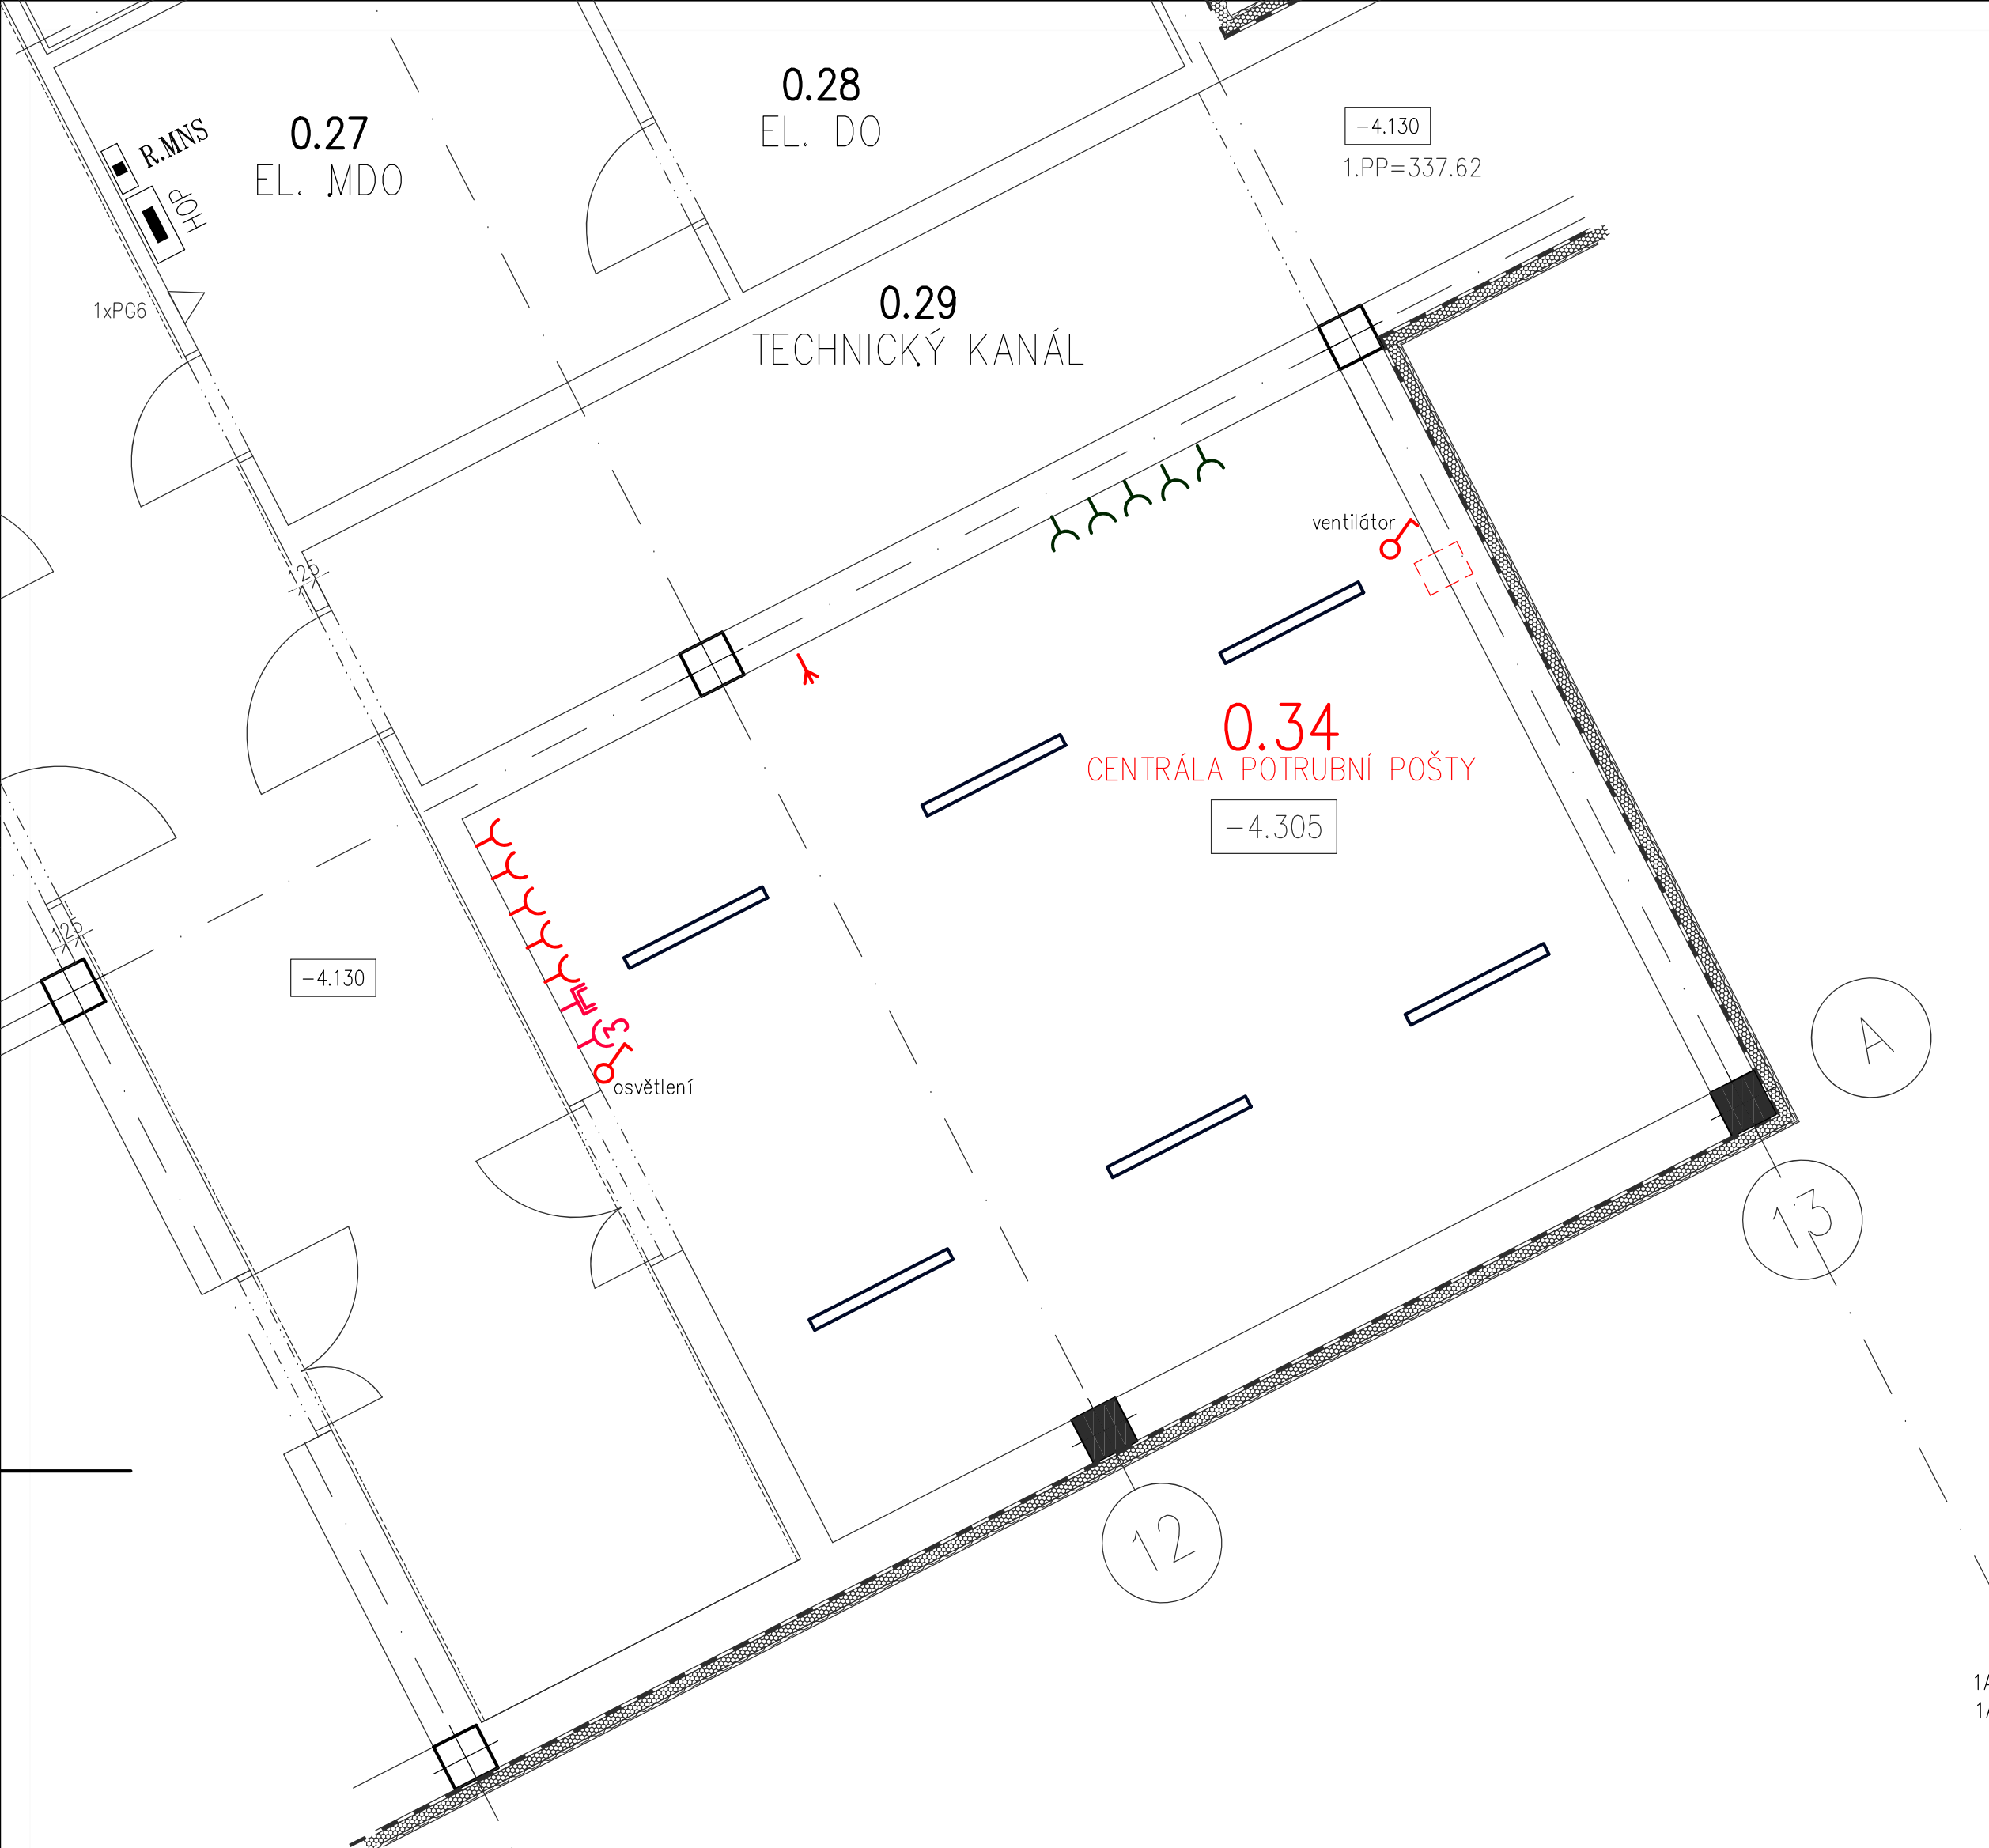 0.28
EL. DO
0.27
EL. MDO
R.MNS
HOP
-4.130
1.PP=337.62
1xPG6
0.29
TECHNICKÝ KANÁL
ventilátor
125
0.34
CENTRÁLA POTRUBNÍ POŠTY
-4.305
125
-4.130
3
osvětlení
A
13
12